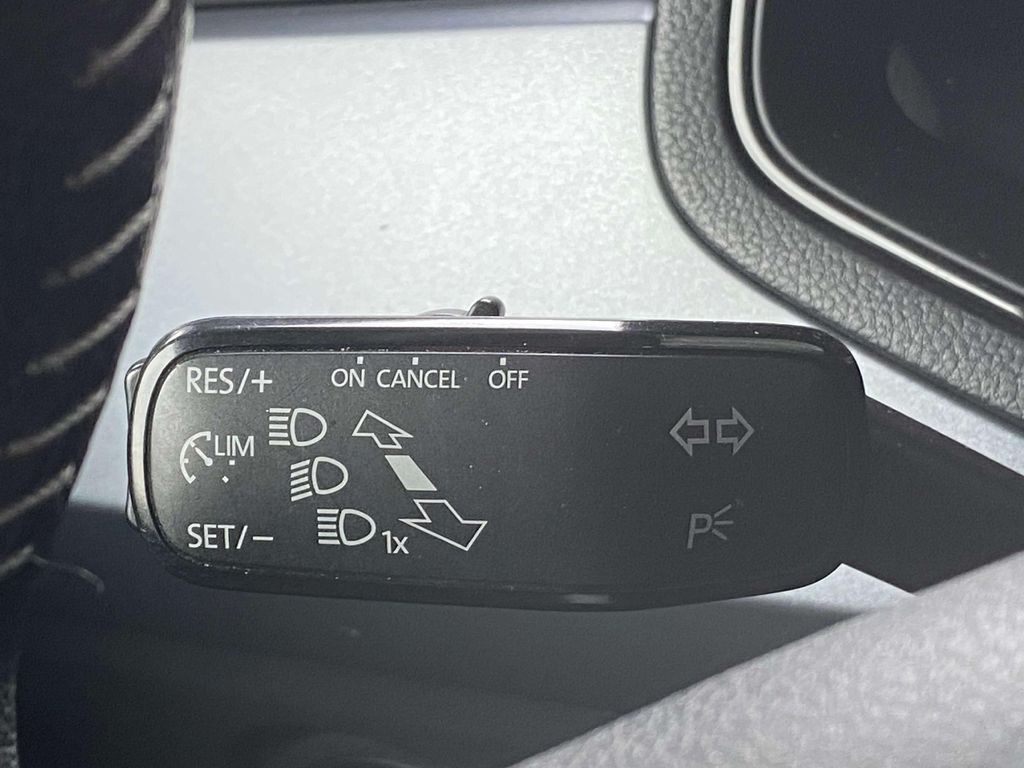 RES/+ ON CANCEL OFF
LIM
SET/− 1x
P